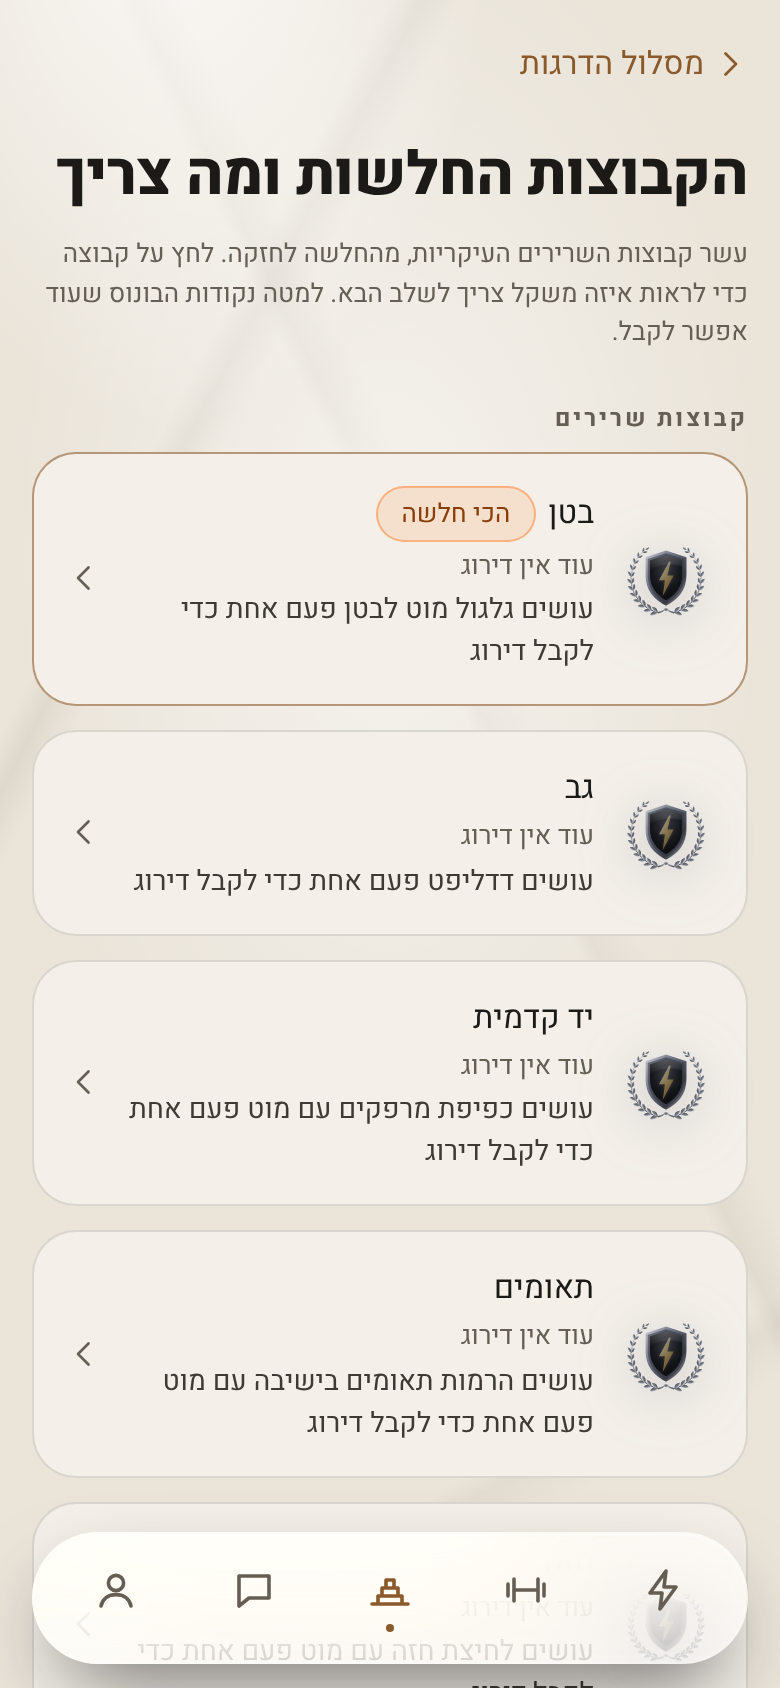 מסלול הדרגות
הקבוצות החלשות ומה צריך
עשר קבוצות השרירים העיקריות, מהחלשה לחזקה. לחץ על קבוצה
כדי לראות איזה משקל צריך לשלב הבא. למטה נקודות הבונוס שעוד
אפשר לקבל.
קבוצות שרירים
בטן הכי חלשה
עוד אין דירוג
עושים גלגול מוט לבטן פעם אחת כדי
לקבל דירוג
גב
עוד אין דירוג
עושים דדליפט פעם אחת כדי לקבל דירוג
יד קדמית
עוד אין דירוג
עושים כפיפת מרפקים עם מוט פעם אחת
כדי לקבל דירוג
תאומים
עוד אין דירוג
עושים הרמות תאומים בישיבה עם מוט
פעם אחת כדי לקבל דירוג
עוד אין דירוג
עושים לחיצת חזה עם מוט פעם אחת כדי
לקבל דירוג